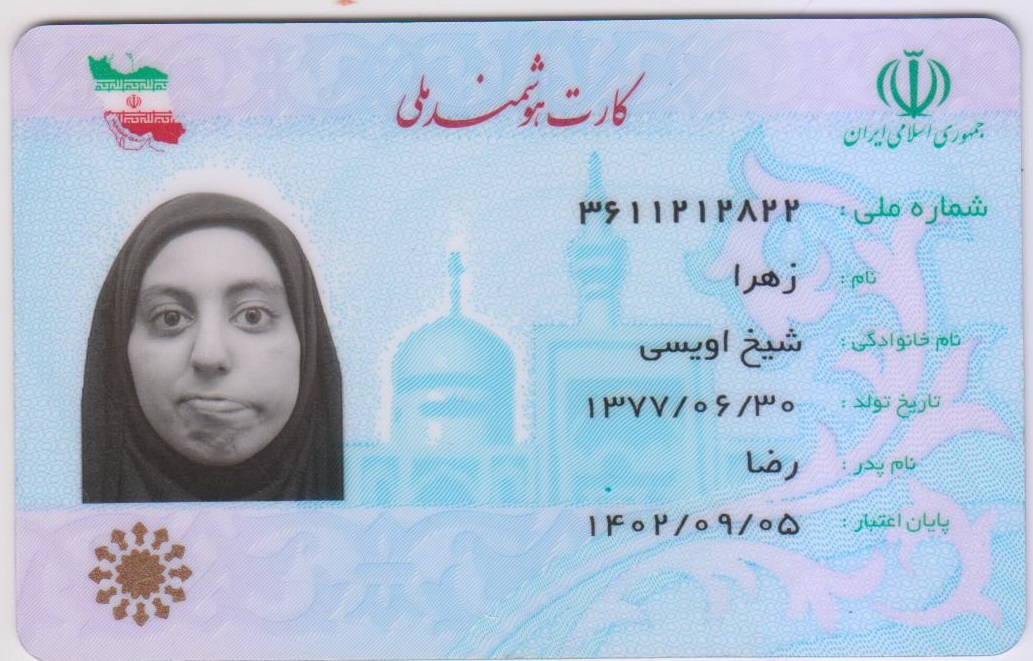 کارت هوشمند ملی
جمهوری اسلامی ایران
شماره ملی : ۳۶۱۱۲۱۲۸۲۲
نام : زهرا
نام خانوادگی : شیخ اویسی
تاریخ تولد : ۱۳۷۷/۰۶/۳۰
نام پدر : رضا
پایان اعتبار : ۱۴۰۲/۰۹/۰۵